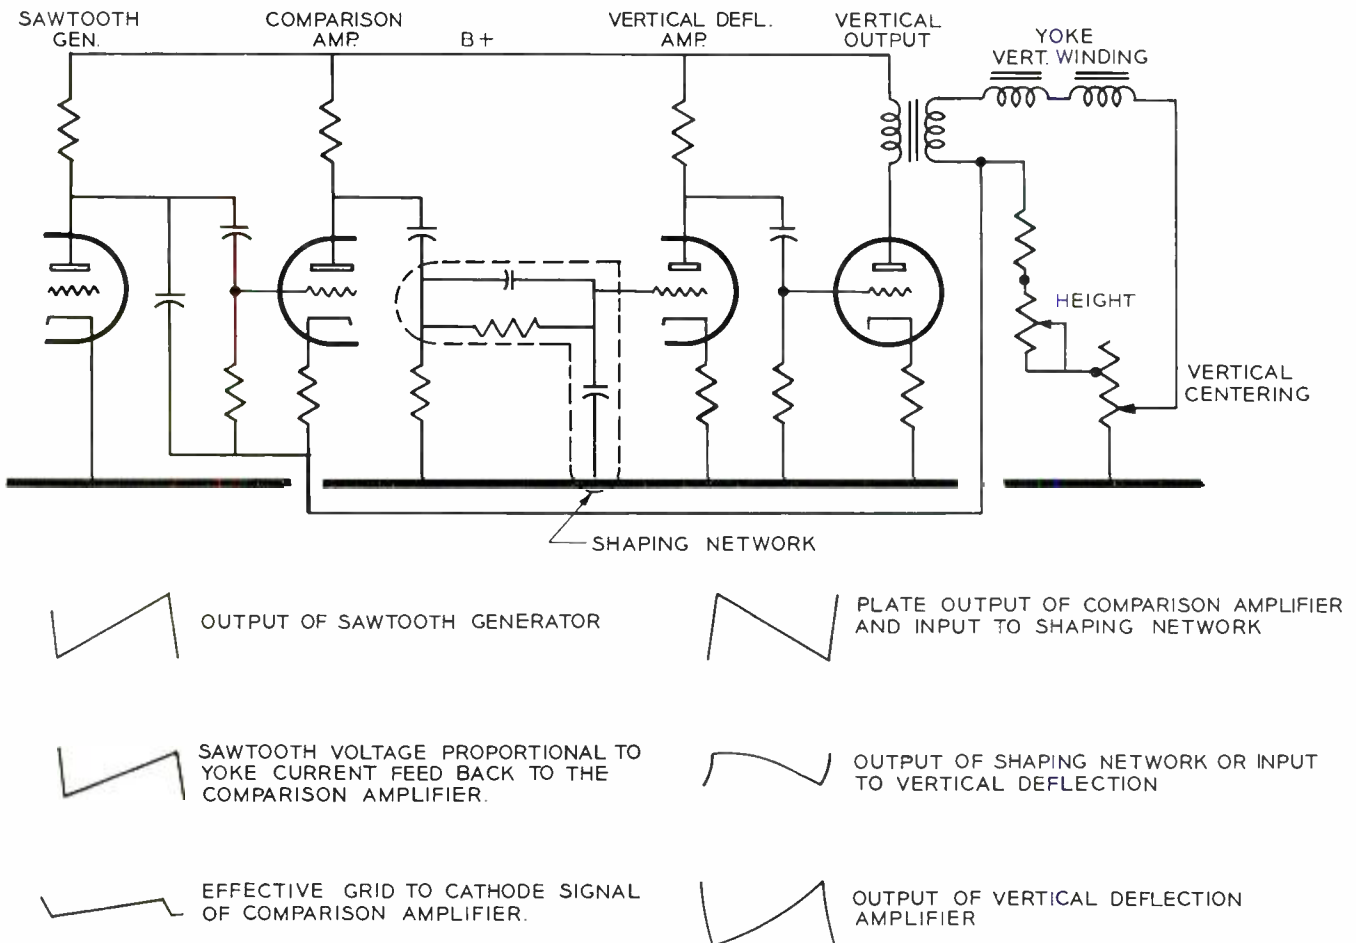 SAWTOOTH
GEN.
COMPARISON
AMP.
B+
VERTICAL DEFL.
AMP.
VERTICAL
OUTPUT
YOKE
VERT. WINDING
HEIGHT
VERTICAL
CENTERING
SHAPING NETWORK
OUTPUT OF SAWTOOTH GENERATOR
PLATE OUTPUT OF COMPARISON AMPLIFIER
AND INPUT TO SHAPING NETWORK
SAWTOOTH VOLTAGE PROPORTIONAL TO
YOKE CURRENT FEED BACK TO THE
COMPARISON AMPLIFIER.
OUTPUT OF SHAPING NETWORK OR INPUT
TO VERTICAL DEFLECTION
EFFECTIVE GRID TO CATHODE SIGNAL
OF COMPARISON AMPLIFIER.
OUTPUT OF VERTICAL DEFLECTION
AMPLIFIER